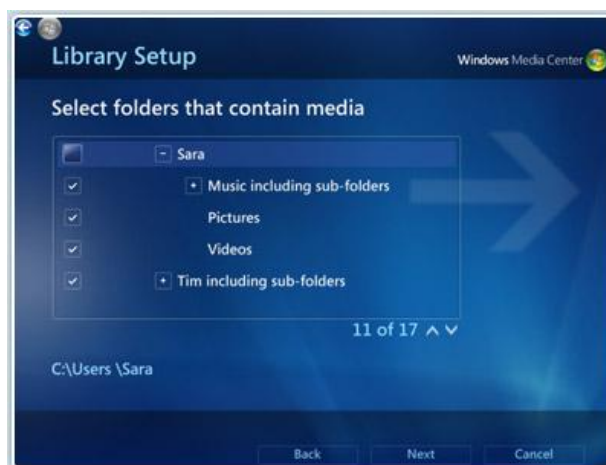 Library Setup
Windows Media Center
Select folders that contain media
Sara
Music including sub-folders
Pictures
Videos
Tim including sub-folders
11 of 17
C:\Users \Sara
Back Next Cancel